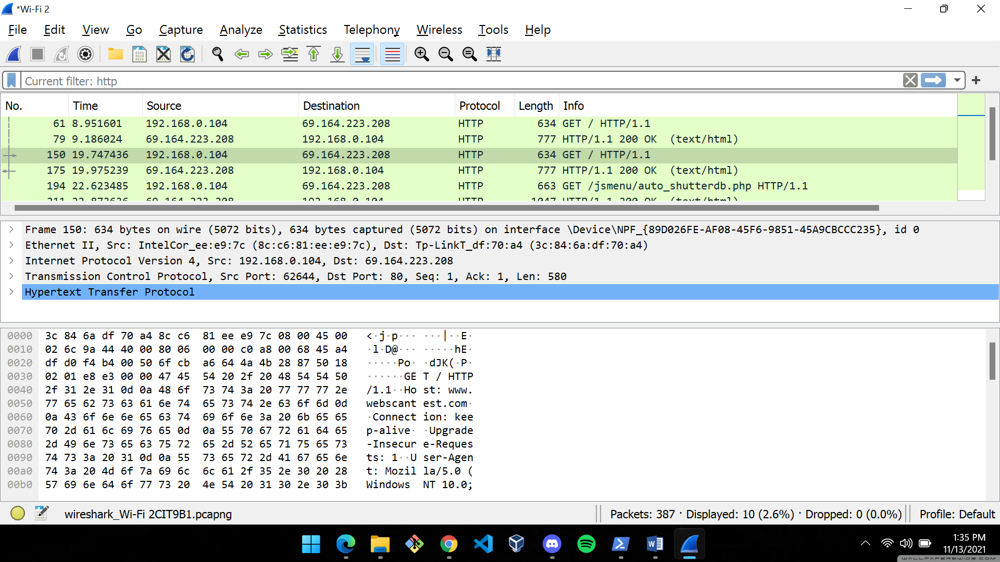 *Wi-Fi 2
File Edit View Go Capture Analyze Statistics Telephony Wireless Tools Help
Current filter: http
No. Time Source Destination Protocol Length Info
61 8.951601 192.168.0.104 69.164.223.208 HTTP 634 GET / HTTP/1.1
79 9.186024 69.164.223.208 192.168.0.104 HTTP 777 HTTP/1.1 200 OK (text/html)
150 19.747436 192.168.0.104 69.164.223.208 HTTP 634 GET / HTTP/1.1
175 19.975239 69.164.223.208 192.168.0.104 HTTP 777 HTTP/1.1 200 OK (text/html)
194 22.623485 192.168.0.104 69.164.223.208 HTTP 663 GET /jsmenu/auto_shutterdb.php HTTP/1.1
211 22.873636 69.164.223.208 192.168.0.104 HTTP 1047 HTTP/1.1 200 OK (text/html)
Frame 150: 634 bytes on wire (5072 bits), 634 bytes captured (5072 bits) on interface \Device\NPF_{89D026FE-AF08-45F6-9851-45A9CBCCC235}, id 0
Ethernet II, Src: IntelCor_ee:e9:7c (8c:c6:81:ee:e9:7c), Dst: Tp-LinkT_df:70:a4 (3c:84:6a:df:70:a4)
Internet Protocol Version 4, Src: 192.168.0.104, Dst: 69.164.223.208
Transmission Control Protocol, Src Port: 62644, Dst Port: 80, Seq: 1, Ack: 1, Len: 580
Hypertext Transfer Protocol
0000 3c 84 6a df 70 a4 8c c6 81 ee e9 7c 08 00 45 00 <·j·p··· ···|··E·
0010 02 6c 9a 44 40 00 80 06 00 00 c0 a8 00 68 45 a4 ·l·D@··· ·····hE·
0020 df d0 f4 b4 00 50 6f cb a6 64 4a 4b 28 87 50 18 ·····Po· ·dJK(·P·
0030 02 01 e8 e3 00 00 47 45 54 20 2f 20 48 54 54 50 ······GE T / HTTP
0040 2f 31 2e 31 0d 0a 48 6f 73 74 3a 20 77 77 77 2e /1.1··Ho st: www.
0050 77 65 62 73 63 61 6e 74 65 73 74 2e 63 6f 6d 0d webscant est.com·
0060 0a 43 6f 6e 6e 65 63 74 69 6f 6e 3a 20 6b 65 65 ·Connect ion: kee
0070 70 2d 61 6c 69 76 65 0d 0a 55 70 67 72 61 64 65 p-alive· ·Upgrade
0080 2d 49 6e 73 65 63 75 72 65 2d 52 65 71 75 65 73 -Insecur e-Reques
0090 74 73 3a 20 31 0d 0a 55 73 65 72 2d 41 67 65 6e ts: 1··U ser-Agen
00a0 74 3a 20 4d 6f 7a 69 6c 6c 61 2f 35 2e 30 20 28 t: Mozil la/5.0 (
00b0 57 69 6e 64 6f 77 73 20 4e 54 20 31 30 2e 30 3b Windows NT 10.0;
wireshark_Wi-Fi 2CIT9B1.pcapng Packets: 387 · Displayed: 10 (2.6%) · Dropped: 0 (0.0%) Profile: Default
1:35 PM
11/13/2021
WALLPAPERSWIDE.COM